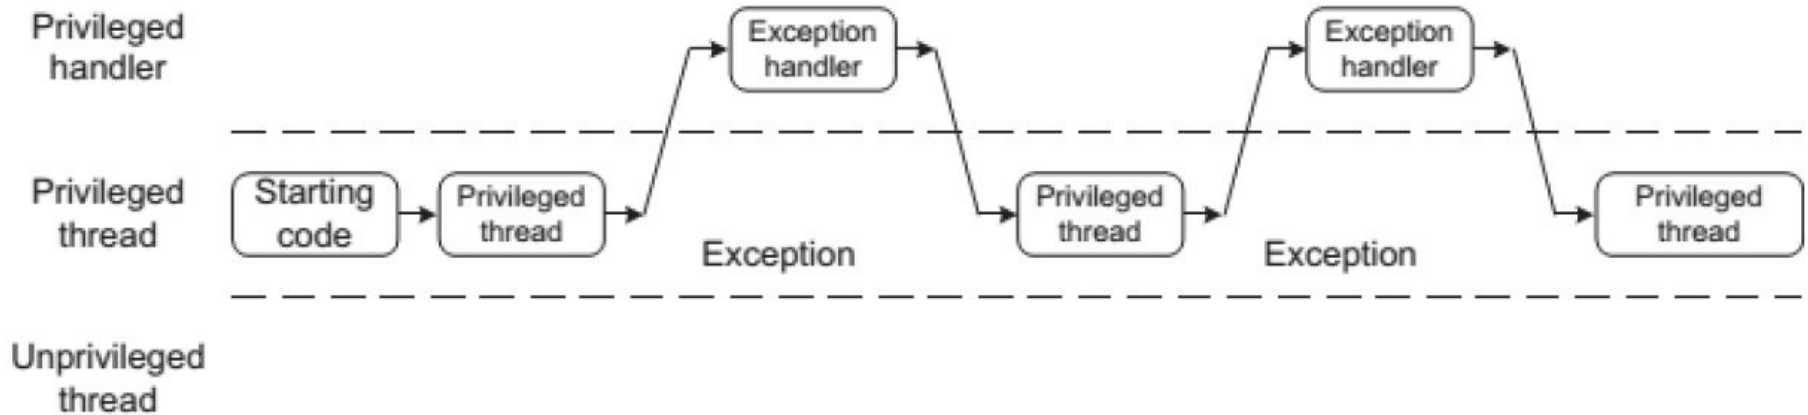 Privileged
handler
Exception
handler
Exception
handler
Privileged
thread
Starting
code
Privileged
thread
Exception
Privileged
thread
Exception
Privileged
thread
Unprivileged
thread